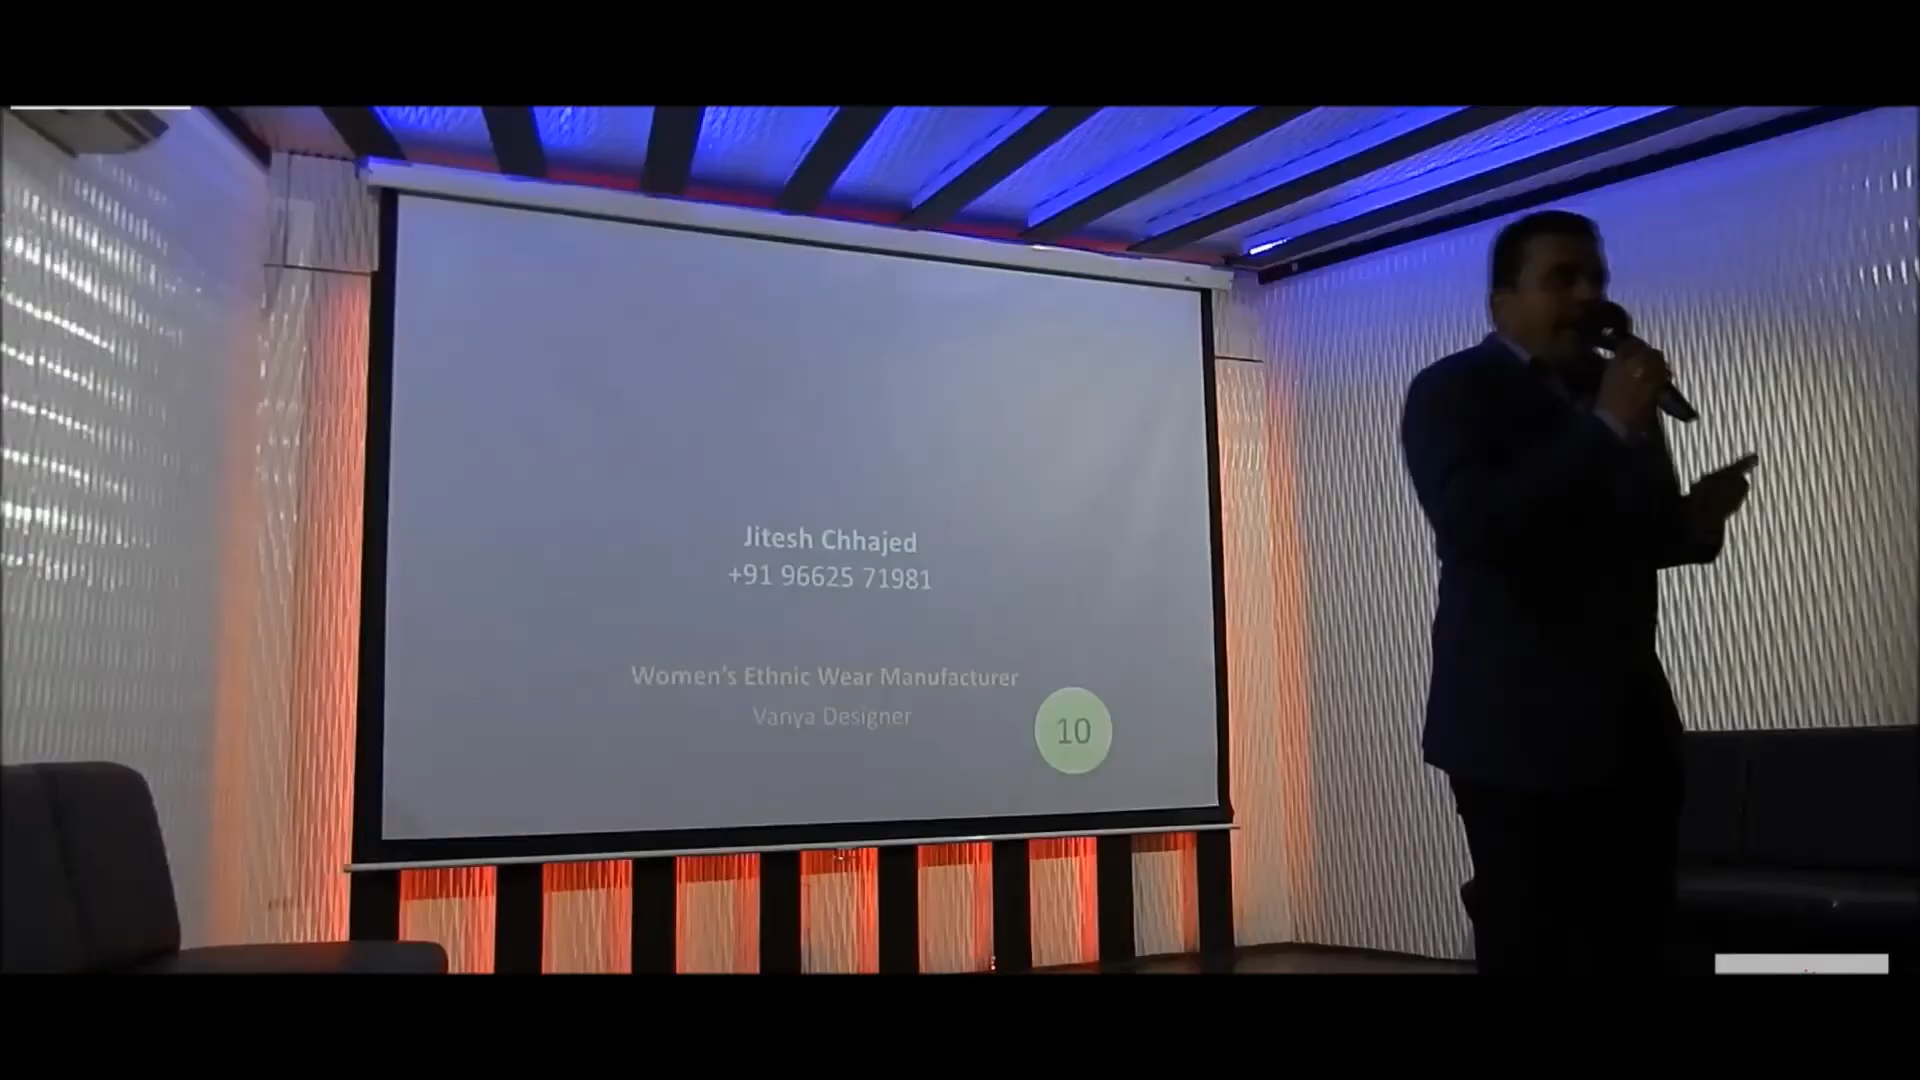 Jitesh Chhajed
+91 96625 71981
Women's Ethnic Wear Manufacturer
Vanya Designer
10